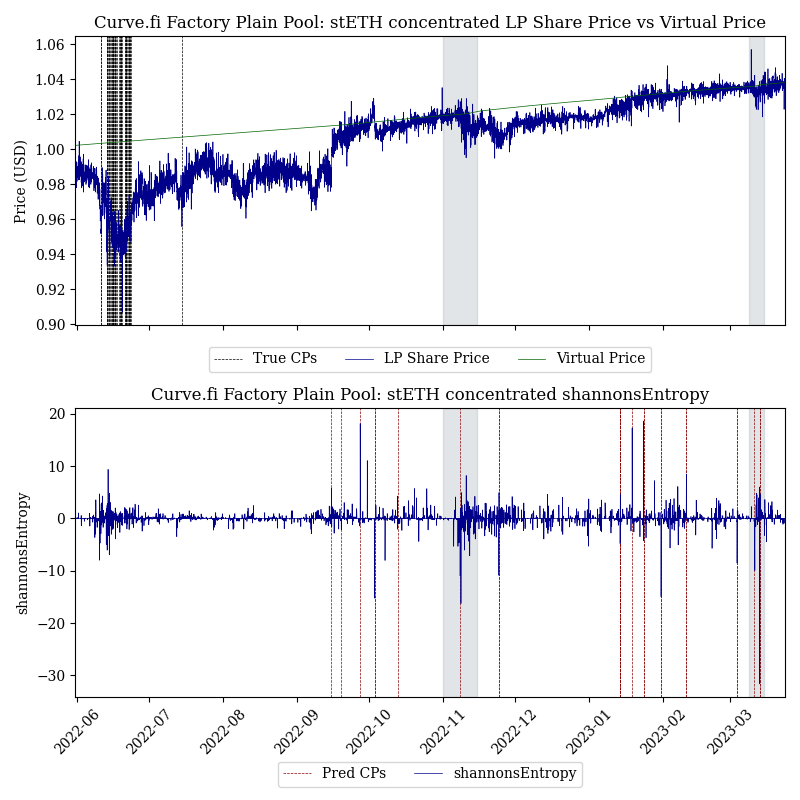 Curve.fi Factory Plain Pool: stETH concentrated LP Share Price vs Virtual Price
1.06
1.04
1.02
1.00
0.98
0.96
0.94
0.92
0.90
Price (USD)
True CPs LP Share Price Virtual Price
Curve.fi Factory Plain Pool: stETH concentrated shannonsEntropy
20
10
0
−10
−20
−30
shannonsEntropy
2022-06 2022-07 2022-08 2022-09 2022-10 2022-11 2022-12 2023-01 2023-02 2023-03
Pred CPs shannonsEntropy